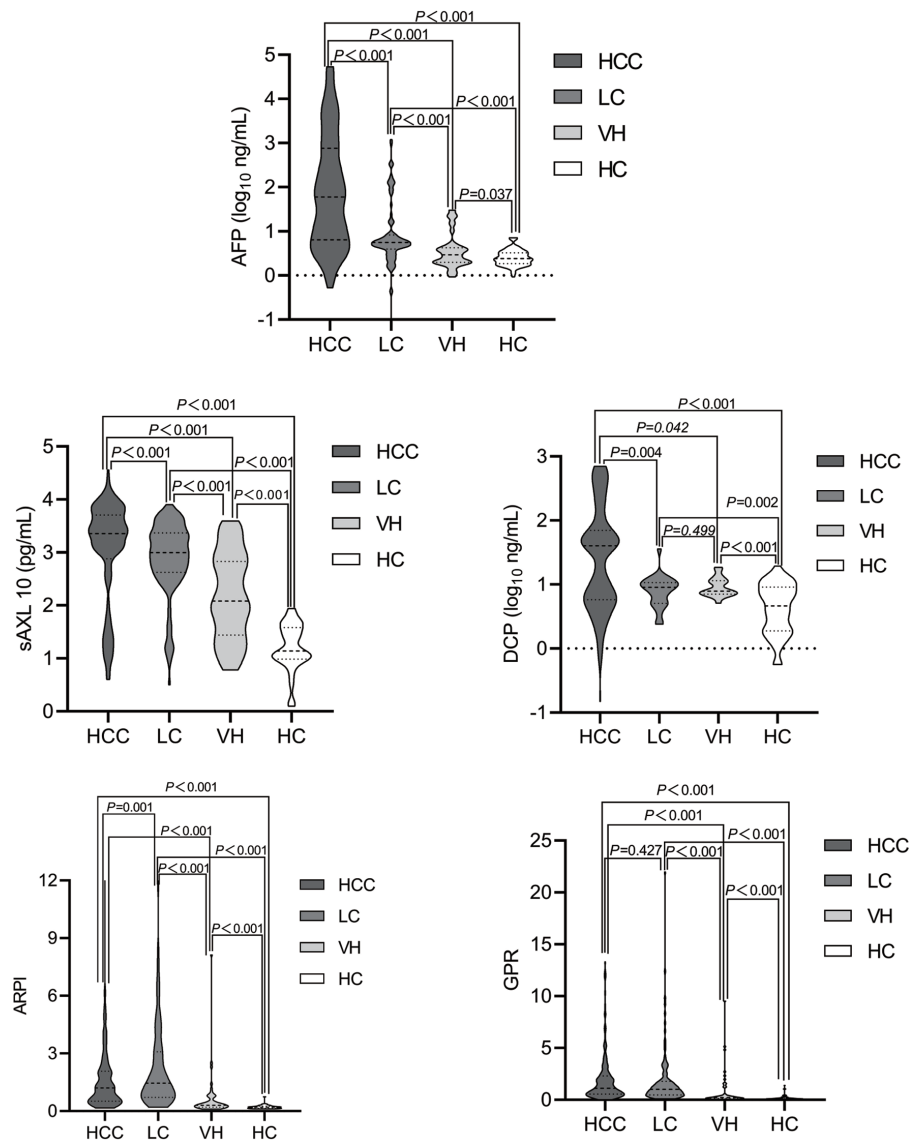 P＜0.001
P＜0.001
P＜0.001
P＜0.001
P＜0.001
P=0.037
AFP (log10 ng/mL)
5
4
3
2
1
0
-1
HCC LC VH HC
HCC
LC
VH
HC
P＜0.001
P＜0.001
P＜0.001 P＜0.001
P＜0.001 P＜0.001
sAXL 10 (pg/mL)
5
4
3
2
1
0
HCC LC VH HC
HCC
LC
VH
HC
P＜0.001
P=0.042
P=0.004
P=0.002
P=0.499
P＜0.001
DCP (log10 ng/mL)
3
2
1
0
-1
HCC LC VH HC
HCC
LC
VH
HC
P＜0.001
P=0.001
P＜0.001
P＜0.001
P＜0.001
P＜0.001
ARPI
12
9
6
3
0
HCC LC VH HC
HCC
LC
VH
HC
P＜0.001
P＜0.001
P＜0.001
P=0.427 P＜0.001
P＜0.001
GPR
25
20
15
10
5
0
HCC LC VH HC
HCC
LC
VH
HC